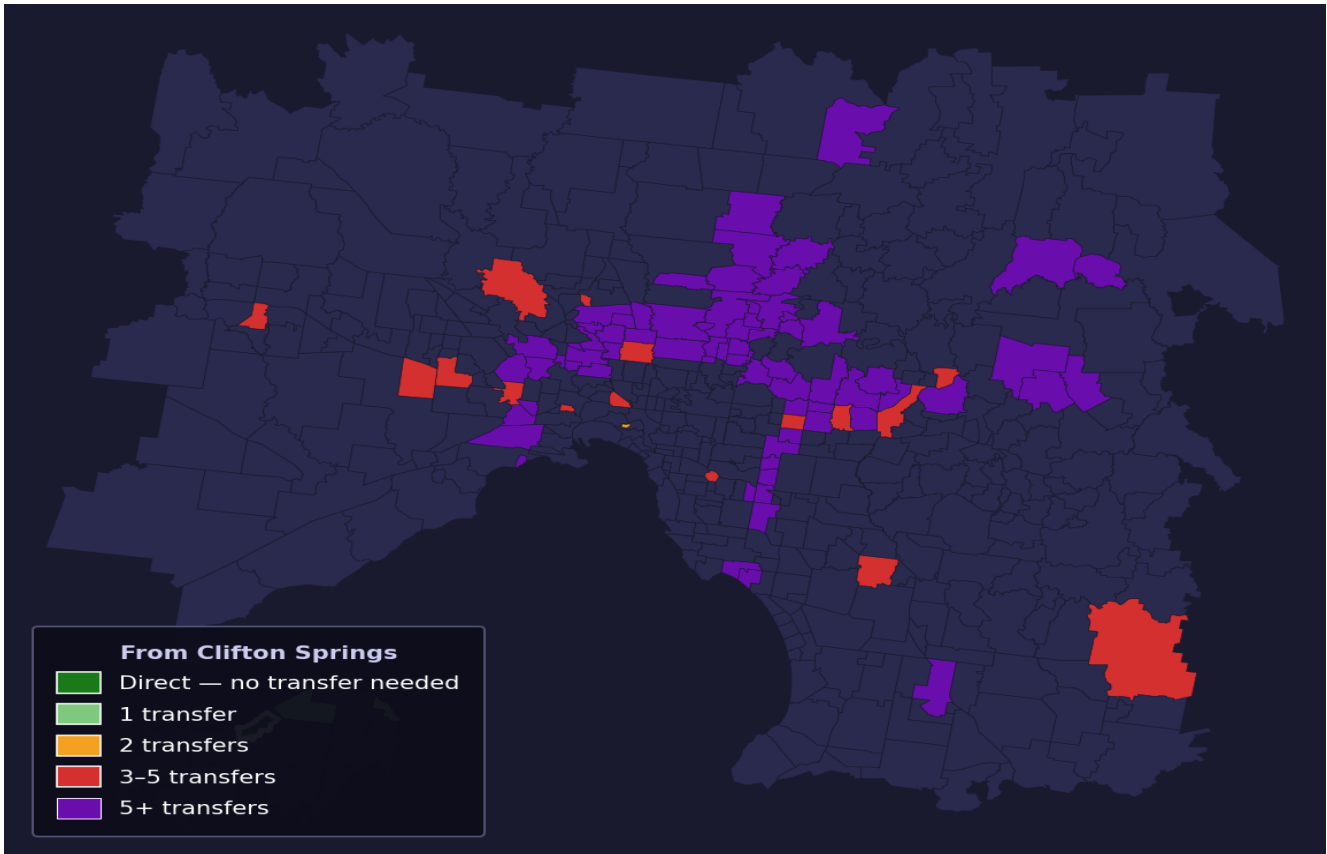 From Clifton Springs
Direct — no transfer needed
1 transfer
2 transfers
3–5 transfers
5+ transfers